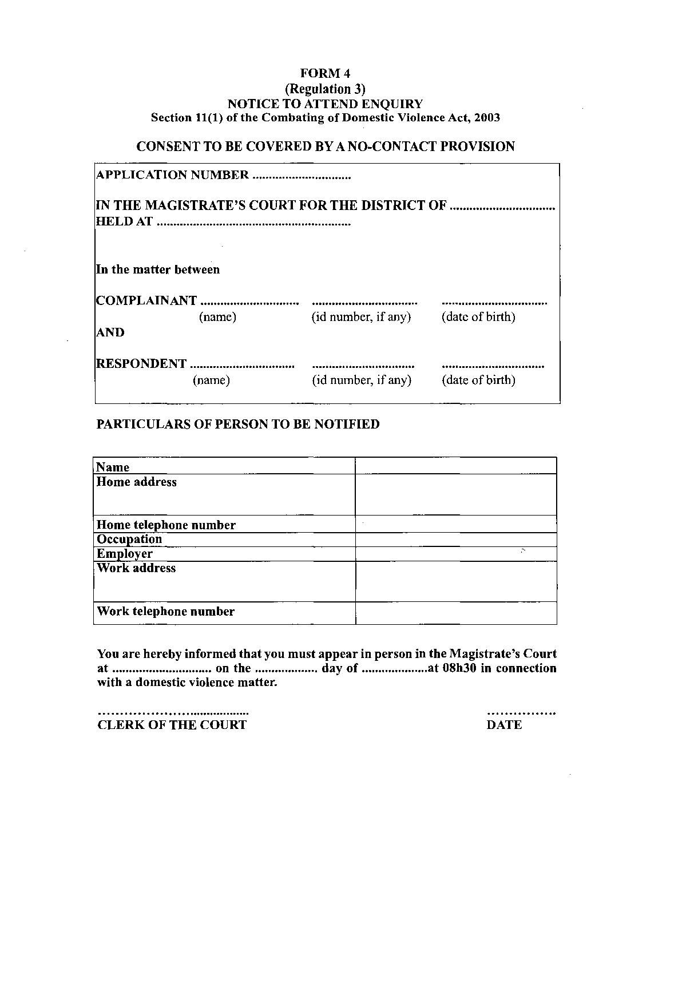 FORM 4
(Regulation 3)
NOTICE TO ATTEND ENQUIRY
Section 11(1) of the Combating of Domestic Violence Act, 2003
CONSENT TO BE COVERED BY A NO-CONTACT PROVISION
APPLICATION NUMBER ..............................
IN THE MAGISTRATE'S COURT FOR THE DISTRICT OF ................................
HELD AT ...........................................................
In the matter between
COMPLAINANT .............................. ................................ ................................
(name) (id number, if any) (date of birth)
AND
RESPONDENT ................................ ............................... ...............................
(name) (id number, if any) (date of birth)
PARTICULARS OF PERSON TO BE NOTIFIED
Name
Home address
Home telephone number
Occupation
Employer
Work address
Work telephone number
You are hereby informed that you must appear in person in the Magistrate's Court
at .............................. on the ................... day of ....................at 08h30 in connection
with a domestic violence matter.
.................................... ................
CLERK OF THE COURT DATE